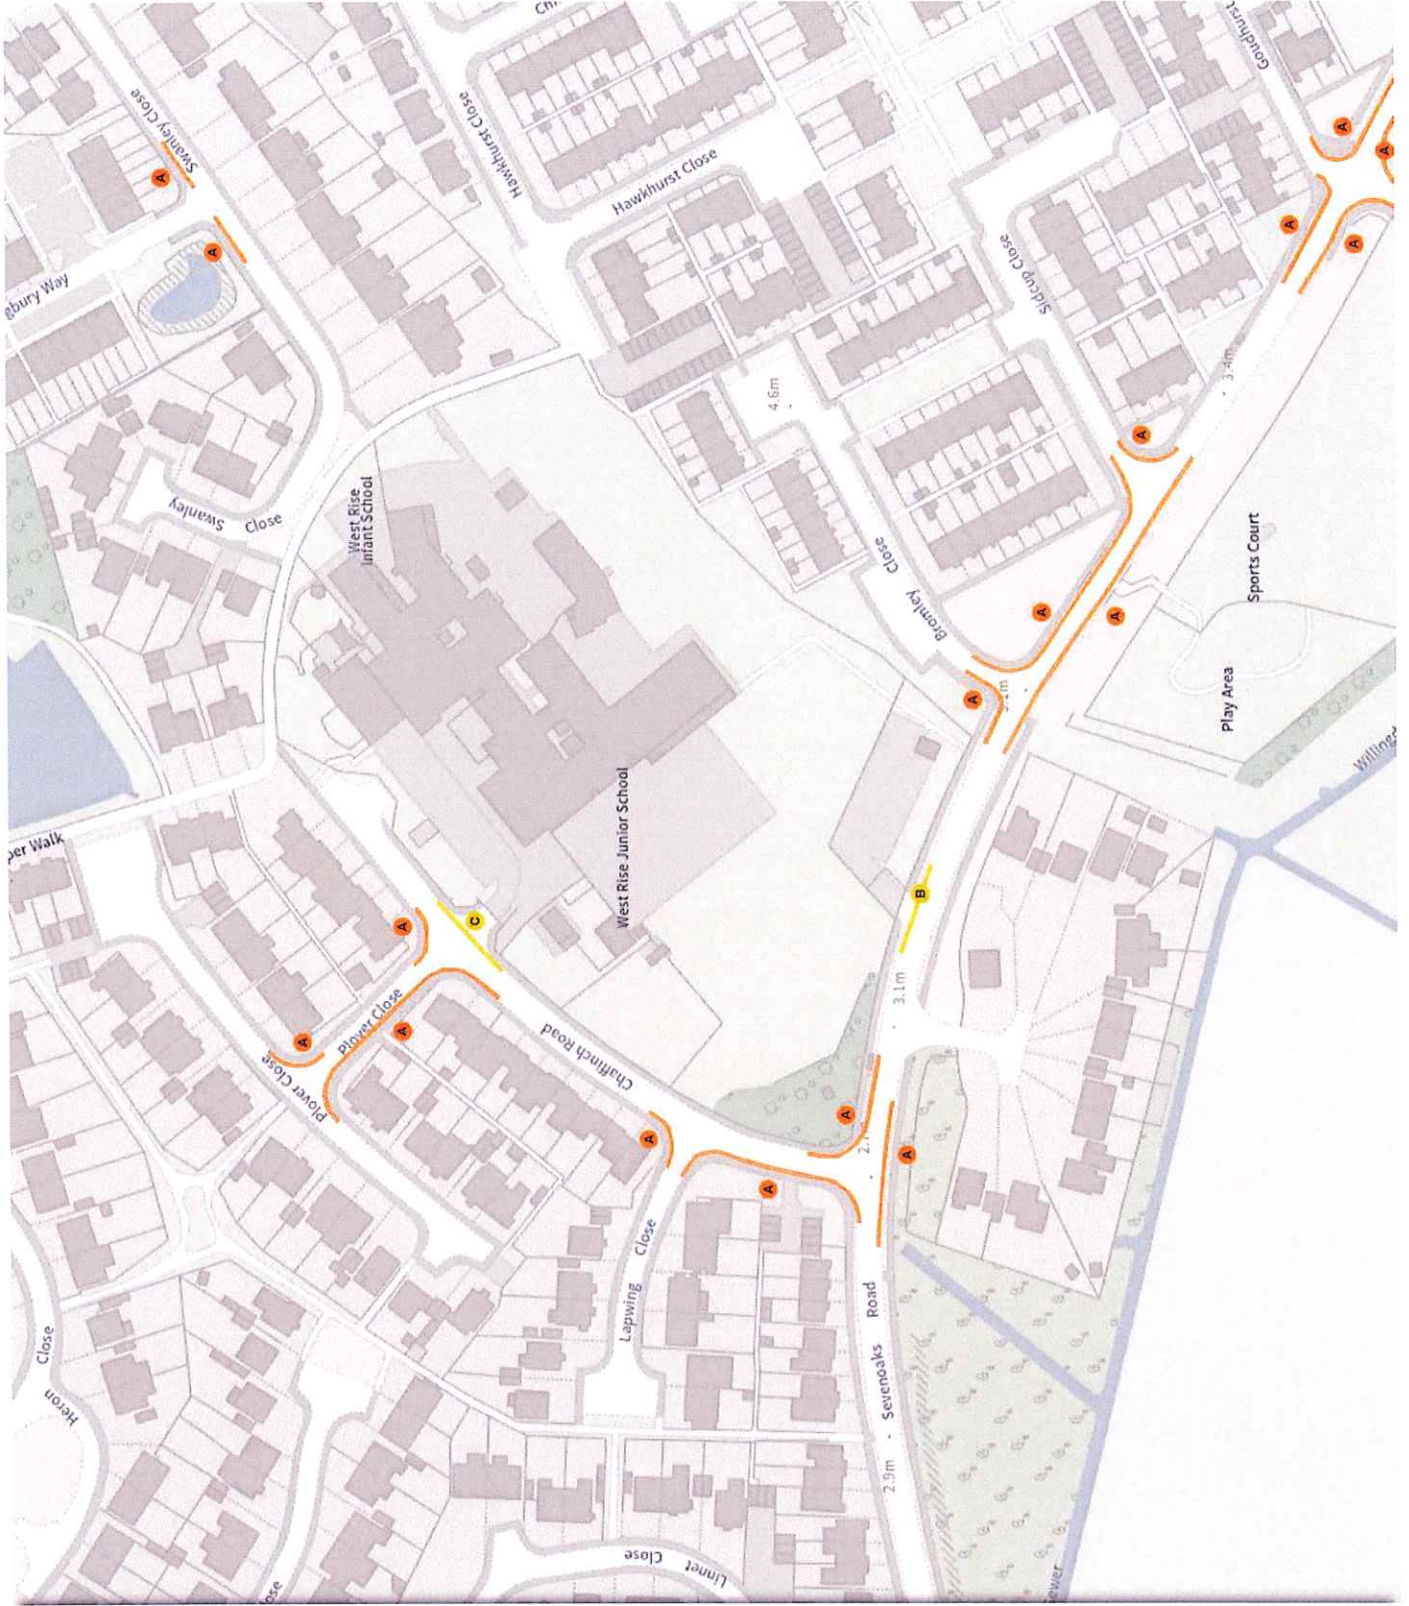 Swanley Close
A
A
gbury Way
Hawkhurst Close
Hawkhurst Close
Goudhurst
A
A
A
A
Sidcup Close
3.4m
4.6m
A
Swanley
Close
West Rise
Infant School
Bromley
Close
A
A
A
Sports Court
Play Area
per Walk
West Rise Junior School
C
A
A
A
Plover Close
Plover Close
B
3.1m
Chaffinch Road
A
A
A
A
Lapwing
Close
Heron
Close
Sevenoaks
Road
2.9m
Linnet
Close
ose
ewer